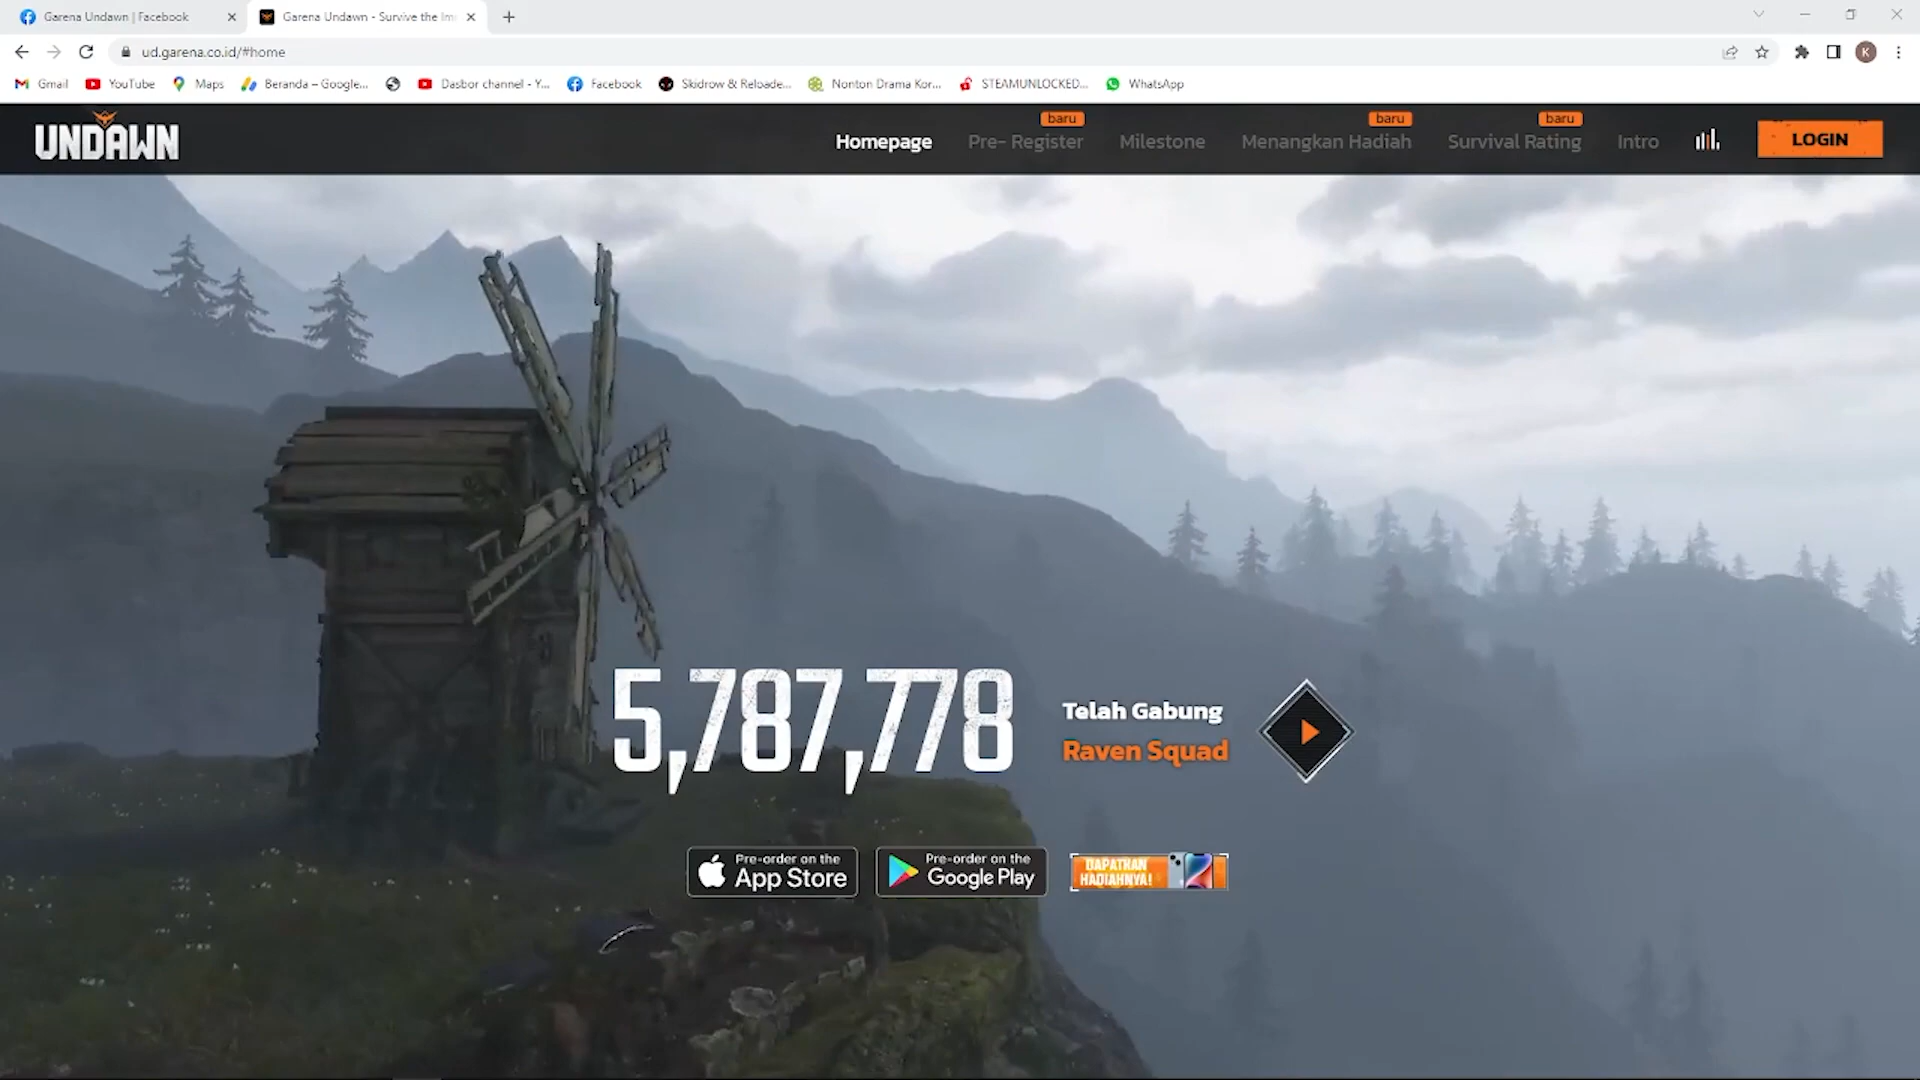 Garena Undawn | Facebook
Garena Undawn - Survive the Im
ud.garena.co.id/#home
K
Gmail
YouTube
Maps
Beranda – Google...
Dasbor channel - Y...
Facebook
Skidrow & Reloade...
Nonton Drama Kor...
STEAMUNLOCKED...
WhatsApp
UNDAWN
Homepage
baru
Pre- Register
Milestone
baru
Menangkan Hadiah
baru
Survival Rating
Intro
LOGIN
5,787,778
Telah Gabung
Raven Squad
Pre-order on the
App Store
Pre-order on the
Google Play
DAPATKAN
HADIAHNYA!